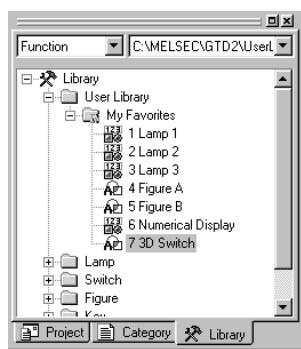 Function C:\MELSEC\GTD2\UserL
Library
User Library
My Favorites
1 Lamp 1
2 Lamp 2
3 Lamp 3
4 Figure A
5 Figure B
6 Numerical Display
7 3D Switch
Lamp
Switch
Figure
Key
Project Category Library